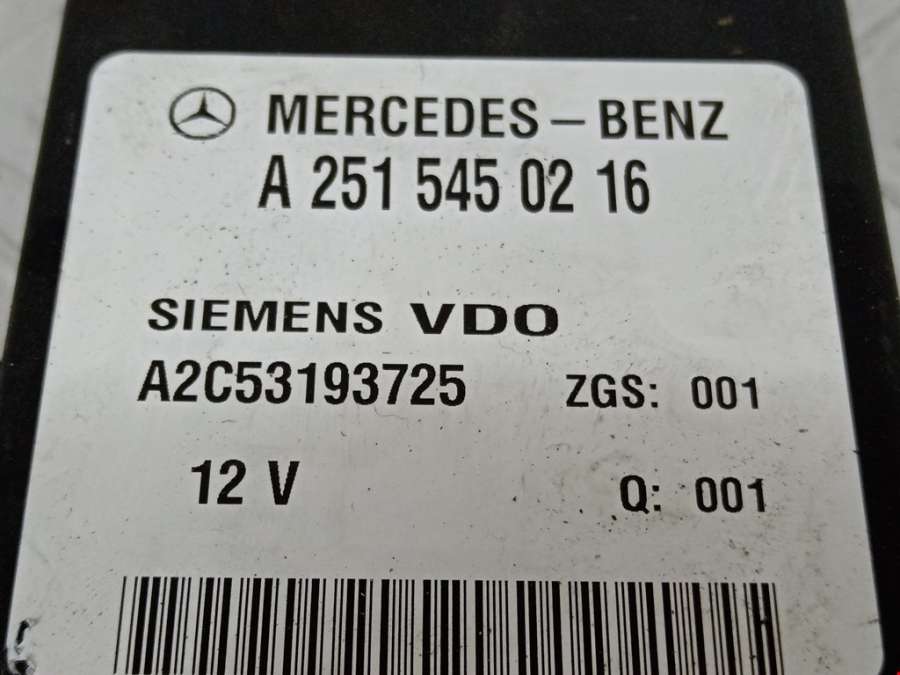 MERCEDES-BENZ
A 251 545 02 16
SIEMENS VDO
A2C53193725 ZGS: 001
12 V Q: 001